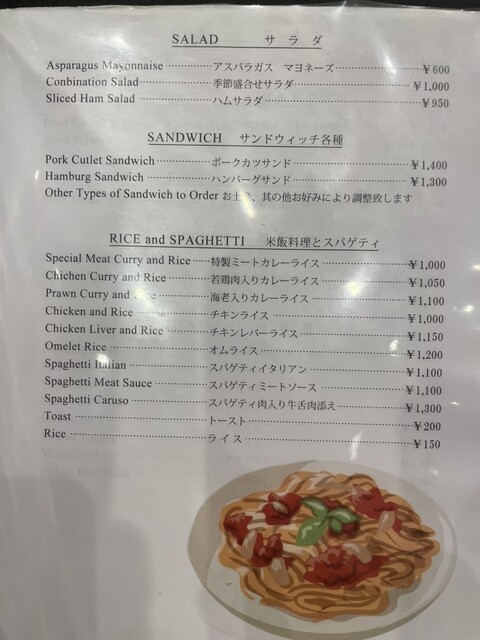 SALAD サラダ
Asparagus Mayonnaise アスパラガス マヨネーズ ¥600
Conbination Salad 季節盛合せサラダ ¥1,000
Sliced Ham Salad ハムサラダ ¥950
SANDWICH サンドウィッチ各種
Pork Cutlet Sandwich ポークカツサンド ¥1,400
Hamburg Sandwich ハンバーグサンド ¥1,300
Other Types of Sandwich to Order 其の他お好みにより調整致します
RICE and SPAGHETTI 米飯料理とスパゲティ
Special Meat Curry and Rice 特製ミートカレーライス ¥1,000
Chichen Curry and Rice 若鶏肉入りカレーライス ¥1,050
Prawn Curry and Rice 海老入りカレーライス ¥1,100
Chicken and Rice チキンライス ¥1,000
Chicken Liver and Rice チキンレバーライス ¥1,150
Omelet Rice オムライス ¥1,200
Spaghetti Italian スパゲティイタリアン ¥1,100
Spaghetti Meat Sauce スパゲティミートソース ¥1,100
Spaghetti Caruso スパゲティ肉入り牛舌肉添え ¥1,300
Toast トースト ¥200
Rice ライス ¥150